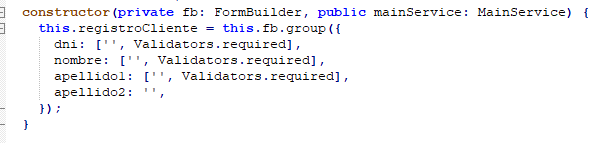 constructor(private fb: FormBuilder, public mainService: MainService) {
this.registroCliente = this.fb.group({
dni: ['', Validators.required],
nombre: ['', Validators.required],
apellido1: ['', Validators.required],
apellido2: '',
});
}